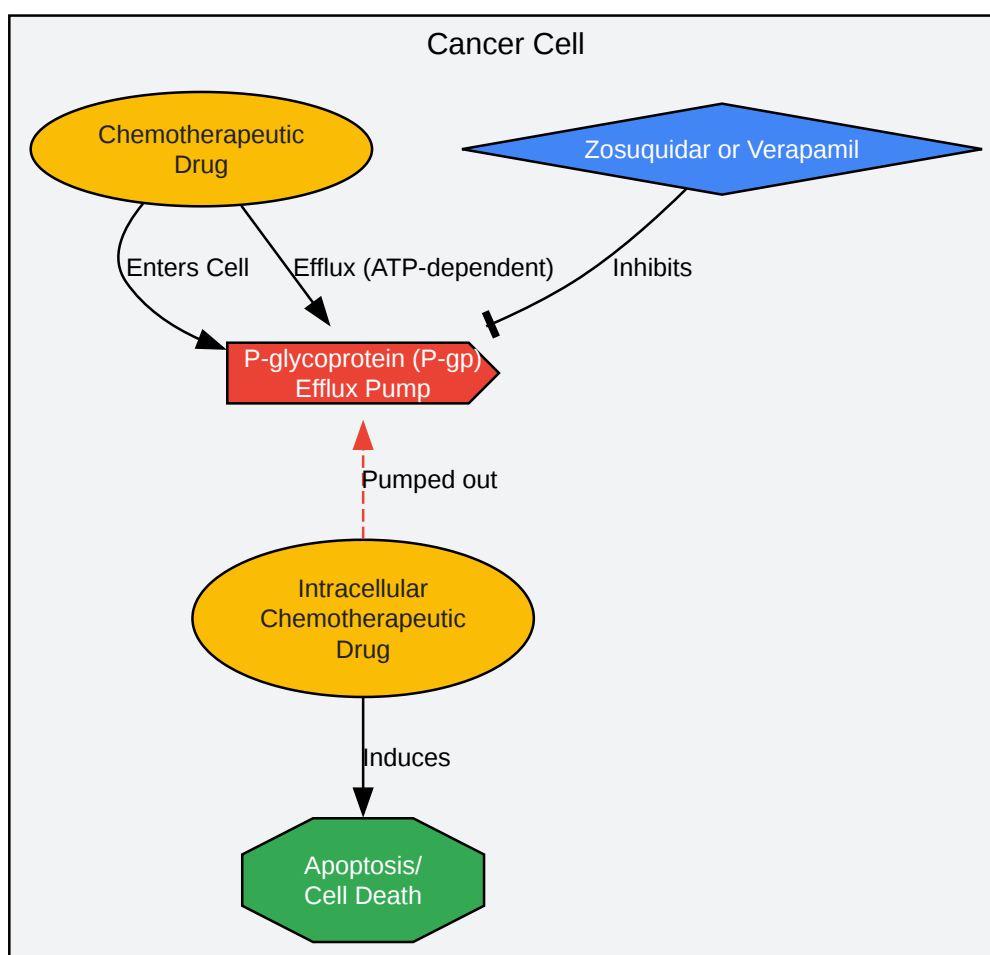 Cancer Cell
Chemotherapeutic
Drug
Zosuquidar or Verapamil
Enters Cell
Efflux (ATP-dependent)
Inhibits
P-glycoprotein (P-gp)
Efflux Pump
Pumped out
Intracellular
Chemotherapeutic
Drug
Induces
Apoptosis/
Cell Death